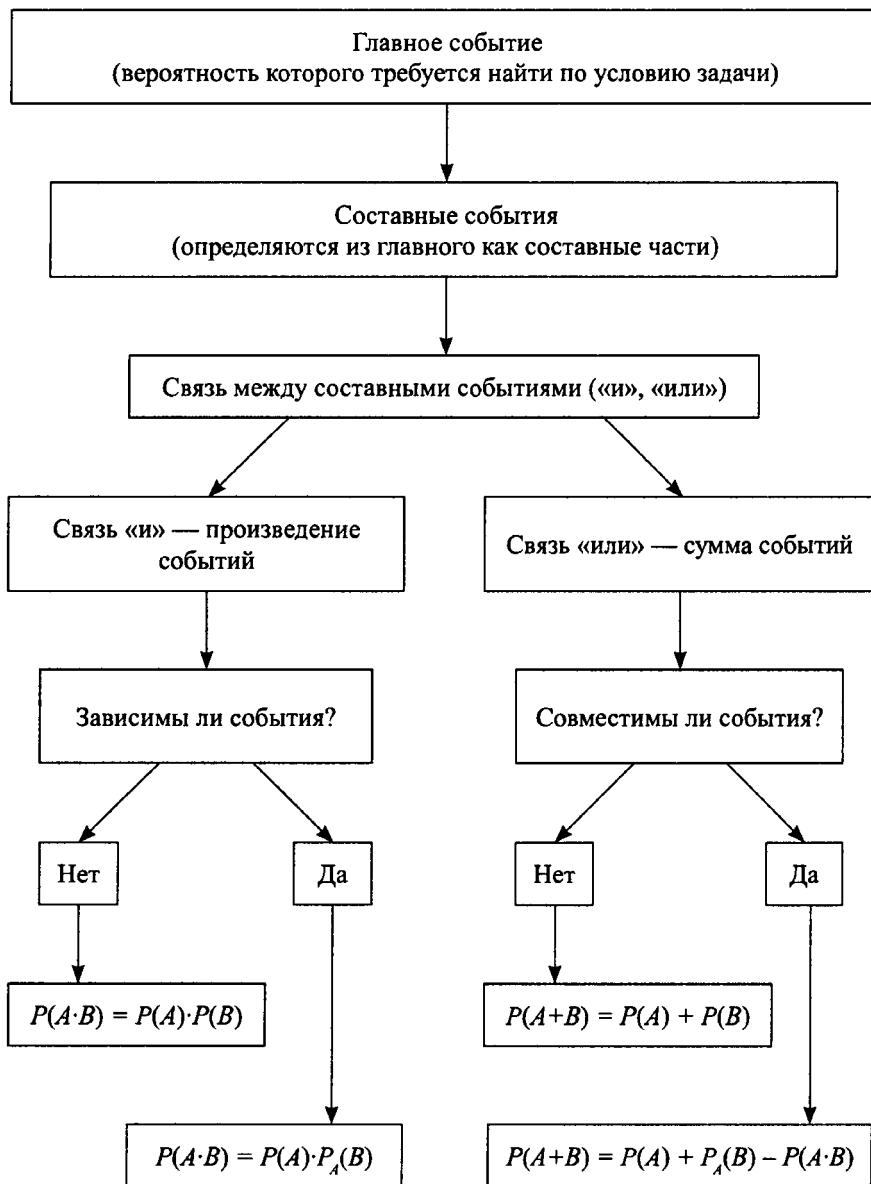 Главное событие
(вероятность которого требуется найти по условию задачи)
Составные события
(определяются из главного как составные части)
Связь между составными событиями («и», «или»)
Связь «и» — произведение
событий
Связь «или» — сумма событий
Зависимы ли события?
Совместимы ли события?
Нет
Да
Нет
Да
P(A·B) = P(A)·P(B)
P(A+B) = P(A) + P(B)
P(A·B) = P(A)·P_A(B)
P(A+B) = P(A) + P_A(B) – P(A·B)